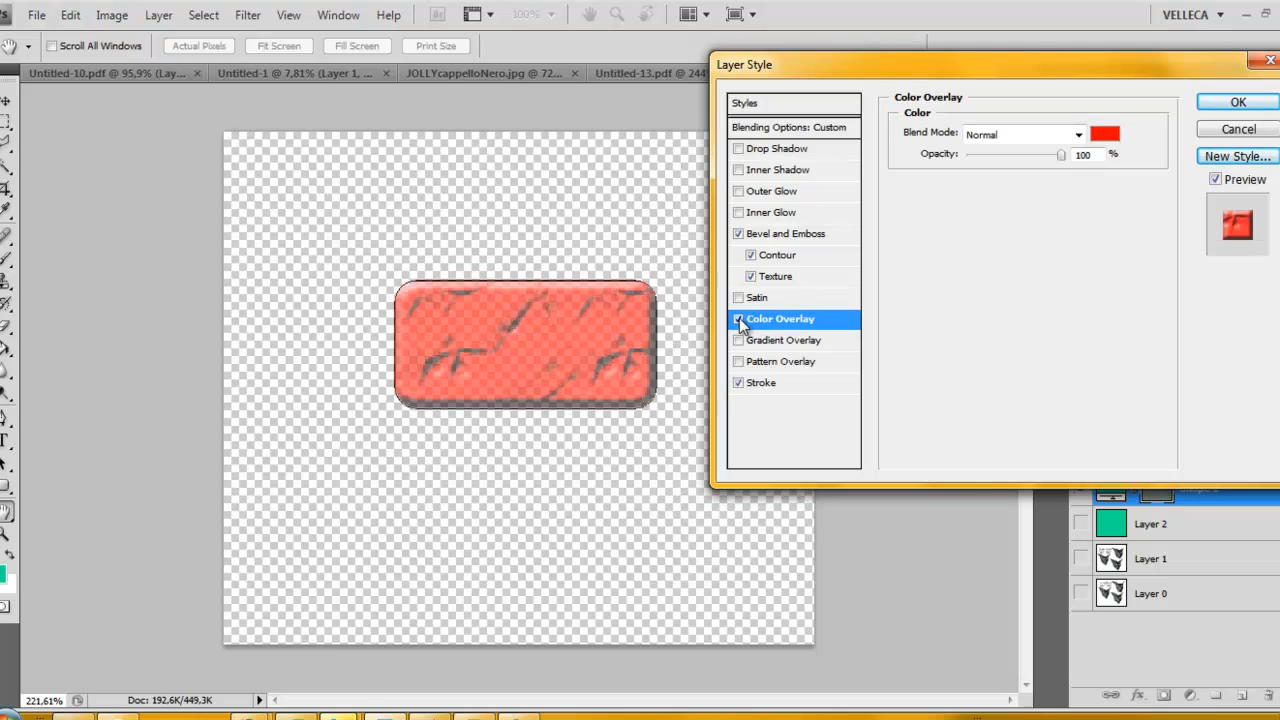 File Edit Image Layer Select Filter View Window Help Br 100% VELLECA
Scroll All Windows Actual Pixels Fit Screen Fill Screen Print Size
Untitled-10.pdf @ 95,9% (Lay... × Untitled-1 @ 7,81% (Layer 1, ... × JOLLYcappelloNero.jpg @ 72... × Untitled-13.pdf @ 244
Layer Style
Styles
Blending Options: Custom
Drop Shadow
Inner Shadow
Outer Glow
Inner Glow
Bevel and Emboss
Contour
Texture
Satin
Color Overlay
Gradient Overlay
Pattern Overlay
Stroke
Color Overlay
Color
Blend Mode: Normal
Opacity: 100 %
OK
Cancel
New Style...
Preview
Layer 2
Layer 1
Layer 0
221,61% Doc: 192,6K/449,3K